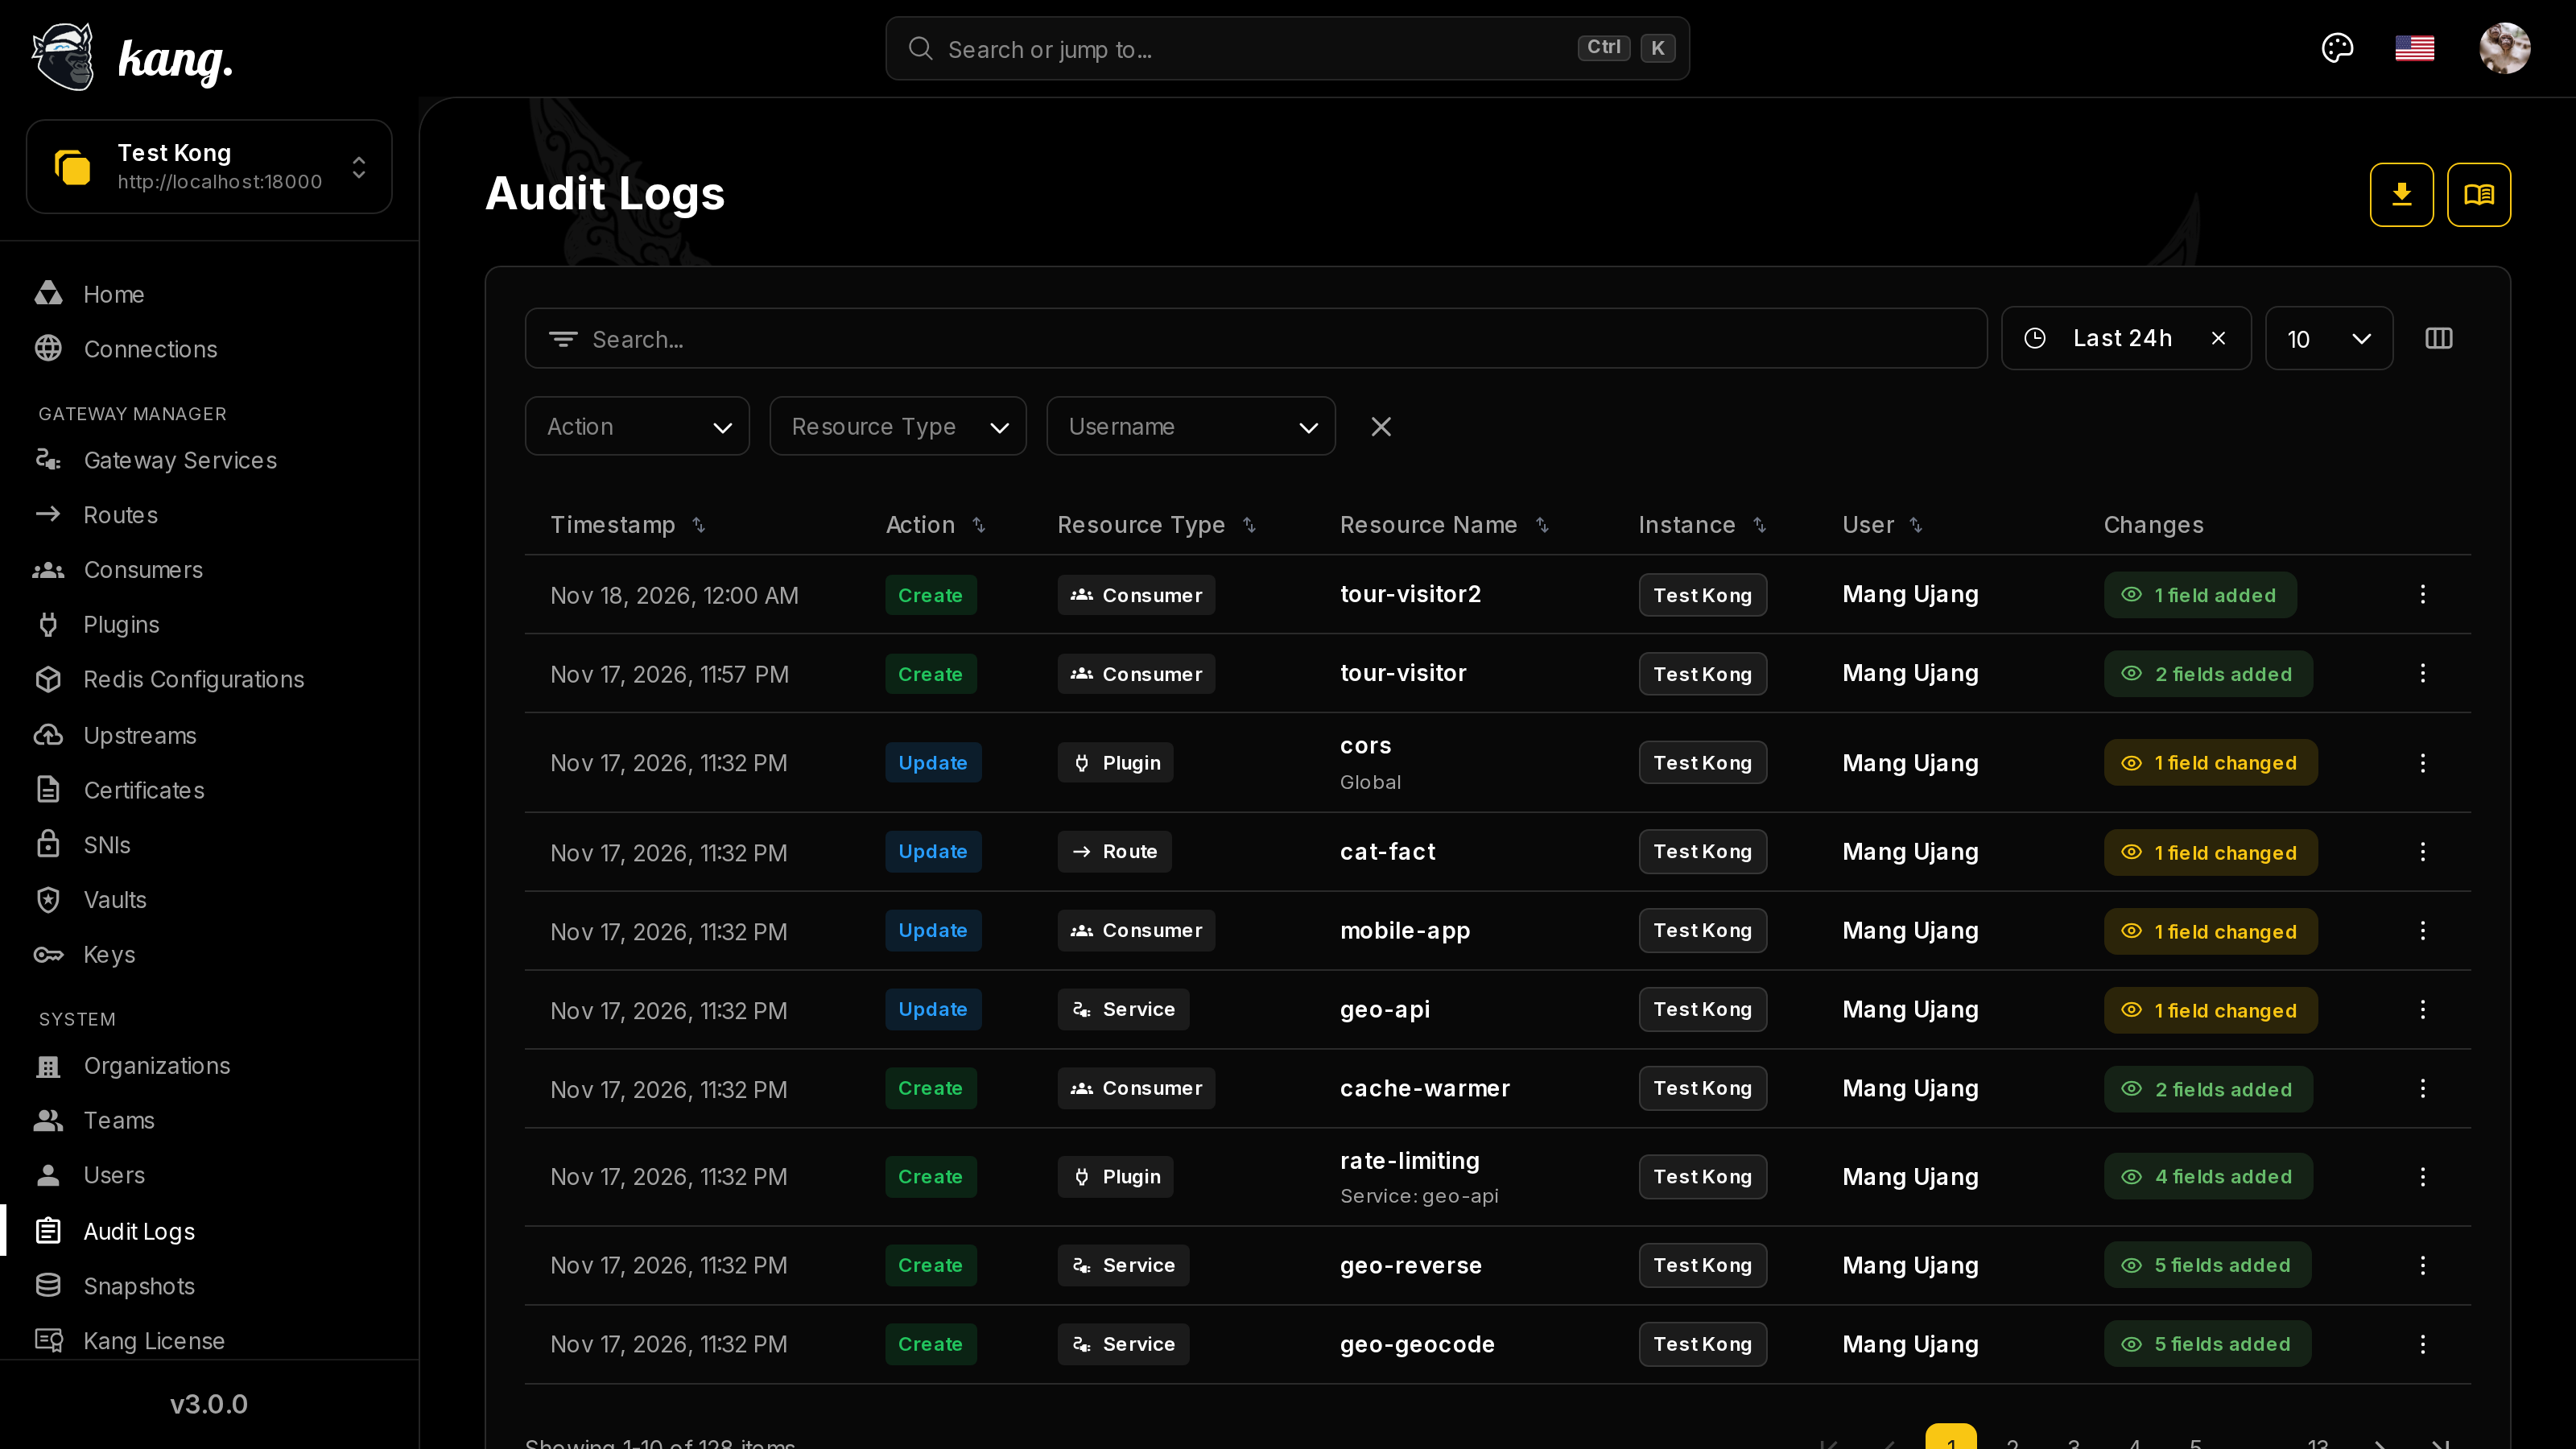 kang.
Search or jump to...
Ctrl K
Test Kong
http://localhost:18000
Home
Connections
GATEWAY MANAGER
Gateway Services
Routes
Consumers
Plugins
Redis Configurations
Upstreams
Certificates
SNIs
Vaults
Keys
SYSTEM
Organizations
Teams
Users
Audit Logs
Snapshots
Kang License
v3.0.0
Audit Logs
Search...
Last 24h
10
Action Resource Type Username
Timestamp Action Resource Type Resource Name Instance User Changes
Nov 18, 2026, 12:00 AM Create Consumer tour-visitor2 Test Kong Mang Ujang 1 field added
Nov 17, 2026, 11:57 PM Create Consumer tour-visitor Test Kong Mang Ujang 2 fields added
Nov 17, 2026, 11:32 PM Update Plugin cors Test Kong Mang Ujang 1 field changed
Global
Nov 17, 2026, 11:32 PM Update Route cat-fact Test Kong Mang Ujang 1 field changed
Nov 17, 2026, 11:32 PM Update Consumer mobile-app Test Kong Mang Ujang 1 field changed
Nov 17, 2026, 11:32 PM Update Service geo-api Test Kong Mang Ujang 1 field changed
Nov 17, 2026, 11:32 PM Create Consumer cache-warmer Test Kong Mang Ujang 2 fields added
Nov 17, 2026, 11:32 PM Create Plugin rate-limiting Test Kong Mang Ujang 4 fields added
Service: geo-api
Nov 17, 2026, 11:32 PM Create Service geo-reverse Test Kong Mang Ujang 5 fields added
Nov 17, 2026, 11:32 PM Create Service geo-geocode Test Kong Mang Ujang 5 fields added
Showing 1-10 of 128 items
1 2 3 4 5 ... 13